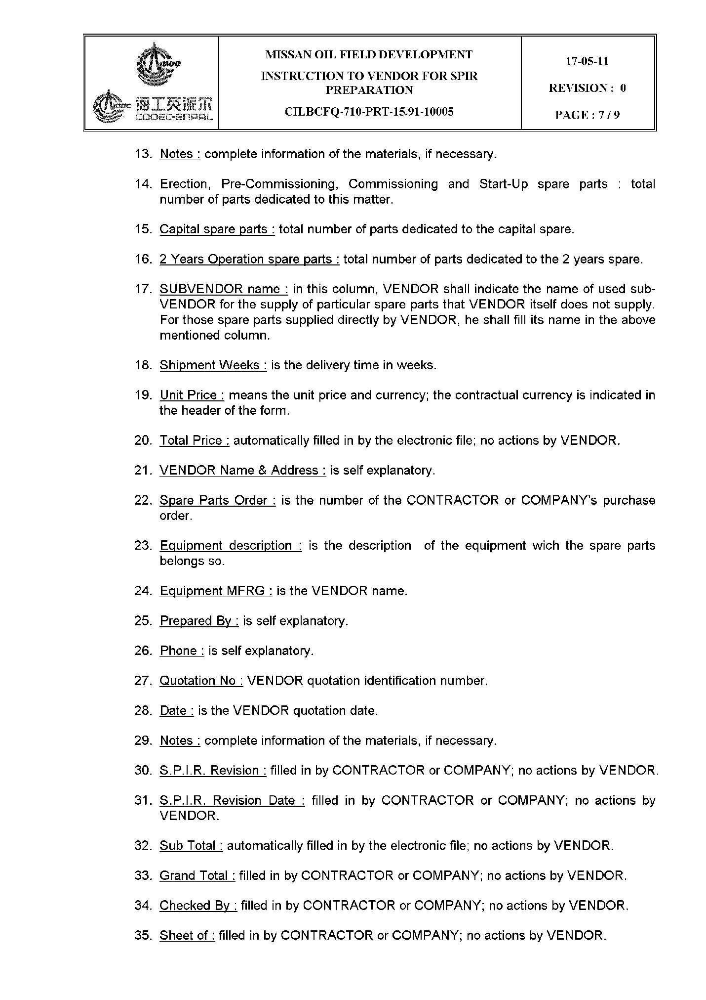 MISSAN OIL FIELD DEVELOPMENT
INSTRUCTION TO VENDOR FOR SPIR
PREPARATION
CILBCFQ-710-PRT-15.91-10005
17-05-11
REVISION : 0
PAGE : 7 / 9
海工英派尔
COOEC-ENPAL
13. Notes : complete information of the materials, if necessary.
14. Erection, Pre-Commissioning, Commissioning and Start-Up spare parts : total
number of parts dedicated to this matter.
15. Capital spare parts : total number of parts dedicated to the capital spare.
16. 2 Years Operation spare parts : total number of parts dedicated to the 2 years spare.
17. SUBVENDOR name : in this column, VENDOR shall indicate the name of used sub-
VENDOR for the supply of particular spare parts that VENDOR itself does not supply.
For those spare parts supplied directly by VENDOR, he shall fill its name in the above
mentioned column.
18. Shipment Weeks : is the delivery time in weeks.
19. Unit Price : means the unit price and currency; the contractual currency is indicated in
the header of the form.
20. Total Price : automatically filled in by the electronic file; no actions by VENDOR.
21. VENDOR Name & Address : is self explanatory.
22. Spare Parts Order : is the number of the CONTRACTOR or COMPANY's purchase
order.
23. Equipment description : is the description of the equipment wich the spare parts
belongs so.
24. Equipment MFRG : is the VENDOR name.
25. Prepared By : is self explanatory.
26. Phone : is self explanatory.
27. Quotation No : VENDOR quotation identification number.
28. Date : is the VENDOR quotation date.
29. Notes : complete information of the materials, if necessary.
30. S.P.I.R. Revision : filled in by CONTRACTOR or COMPANY; no actions by VENDOR.
31. S.P.I.R. Revision Date : filled in by CONTRACTOR or COMPANY; no actions by
VENDOR.
32. Sub Total : automatically filled in by the electronic file; no actions by VENDOR.
33. Grand Total : filled in by CONTRACTOR or COMPANY; no actions by VENDOR.
34. Checked By : filled in by CONTRACTOR or COMPANY; no actions by VENDOR.
35. Sheet of : filled in by CONTRACTOR or COMPANY; no actions by VENDOR.